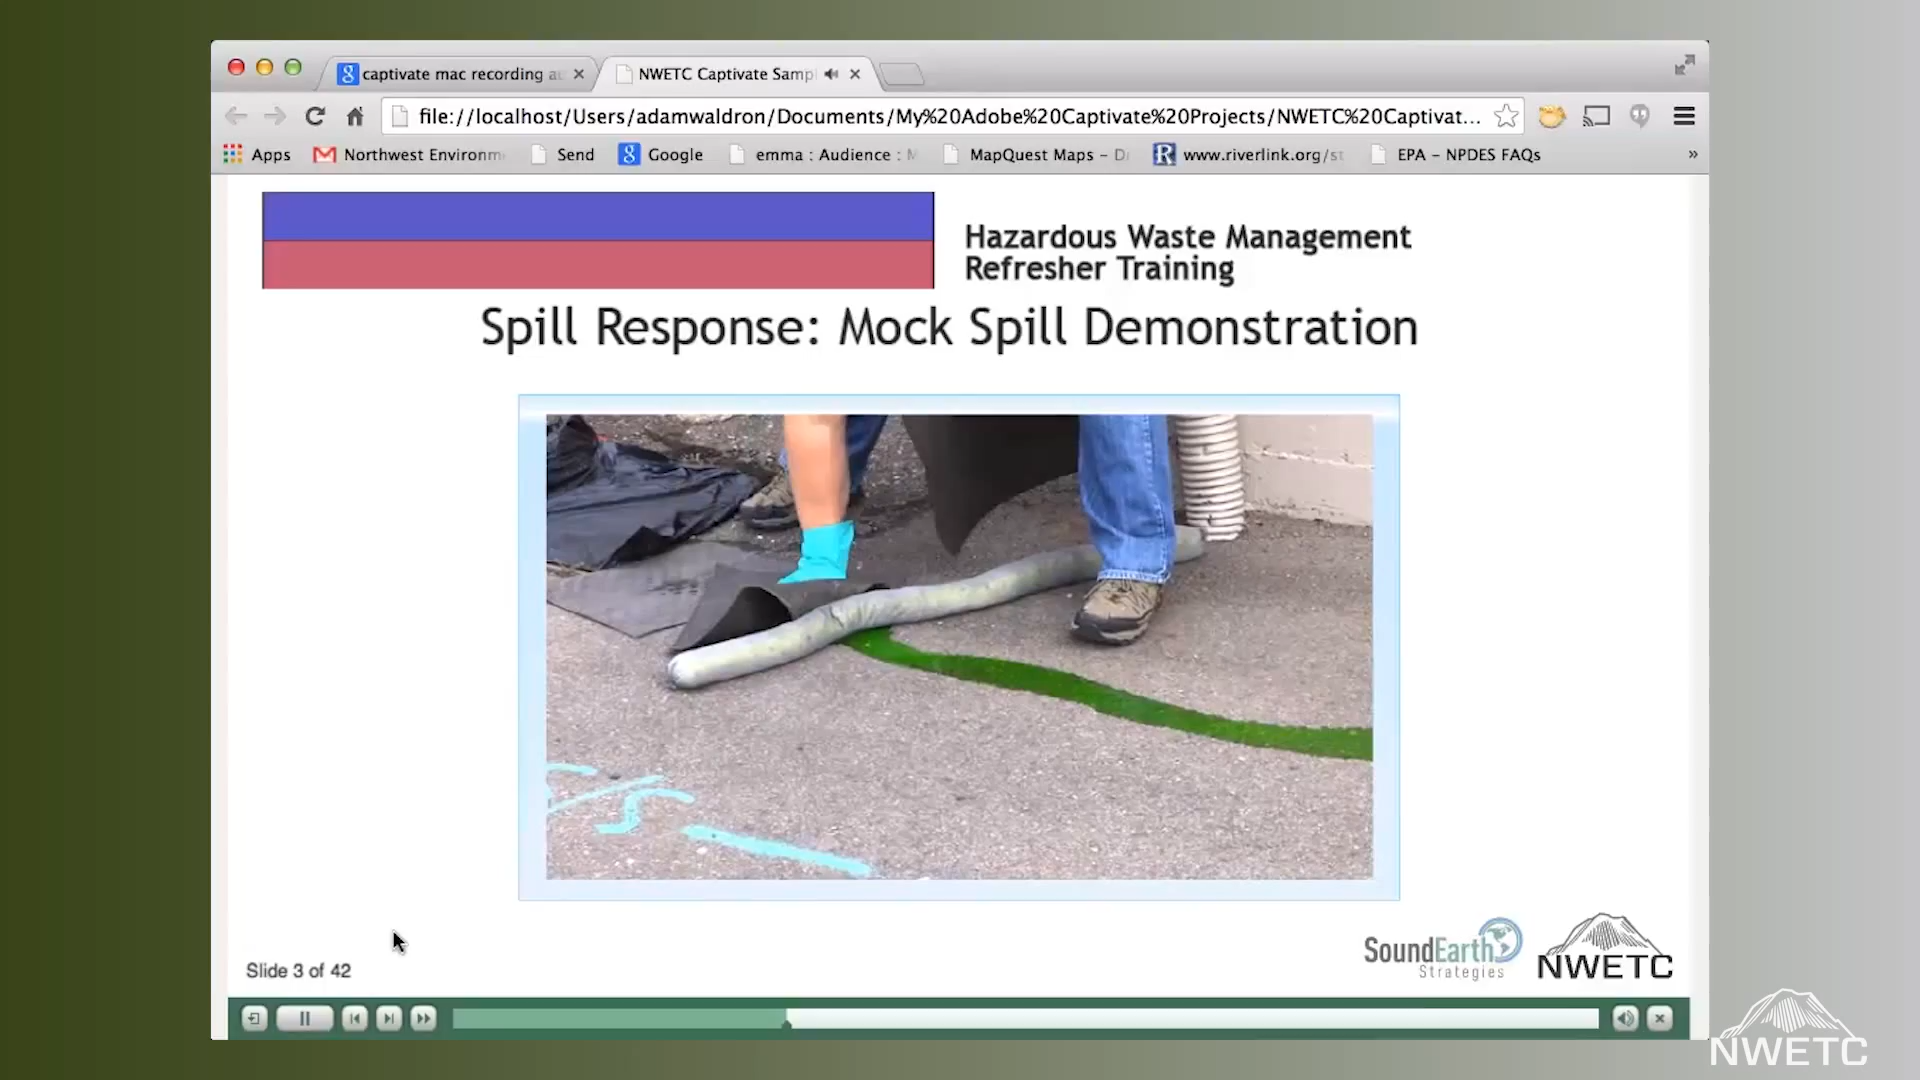 captivate mac recording a
NWETC Captivate Samp
file://localhost/Users/adamwaldron/Documents/My%20Adobe%20Captivate%20Projects/NWETC%20Captivat...
Apps
Northwest Environm
Send
Google
emma : Audience :
MapQuest Maps – D
www.riverlink.org/st
EPA – NPDES FAQs
»
Hazardous Waste Management
Refresher Training
Spill Response: Mock Spill Demonstration
SoundEarth
Strategies
NWETC
Slide 3 of 42
NWETC